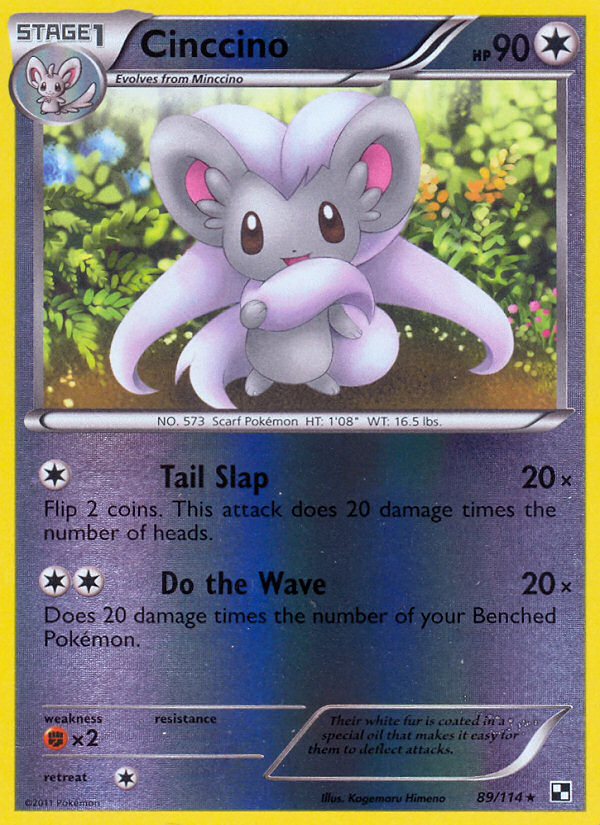 STAGE1
Cinccino
HP 90
Evolves from Minccino
NO. 573 Scarf Pokémon HT: 1'08" WT: 16.5 lbs.
Tail Slap 20×
Flip 2 coins. This attack does 20 damage times the
number of heads.
Do the Wave 20×
Does 20 damage times the number of your Benched
Pokémon.
weakness resistance
×2
Their white fur is coated in a
special oil that makes it easy for
them to deflect attacks.
retreat
©2011 Pokémon
Illus. Kagemaru Himeno 89/114 ★